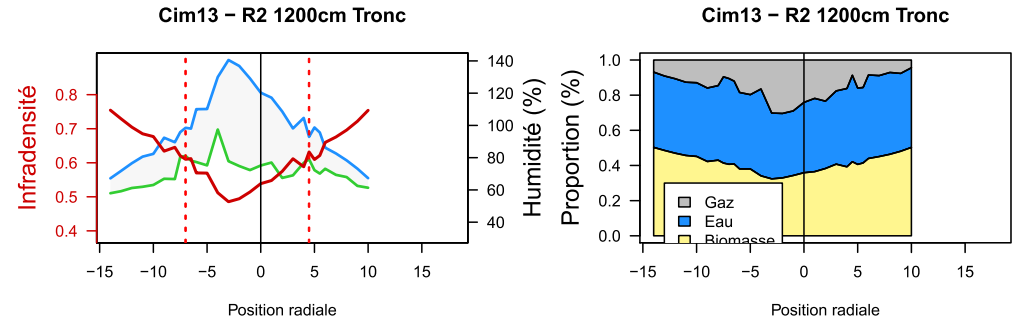 Cim13 − R2 1200cm Tronc
Infradensité
0.8
0.7
0.6
0.5
0.4
140
120
100
80
60
40
Humidité (%)
−15 −10 −5 0 5 10 15
Position radiale
Cim13 − R2 1200cm Tronc
Proportion (%)
1.0
0.8
0.6
0.4
0.2
0.0
Gaz
Eau
Biomasse
−15 −10 −5 0 5 10 15
Position radiale